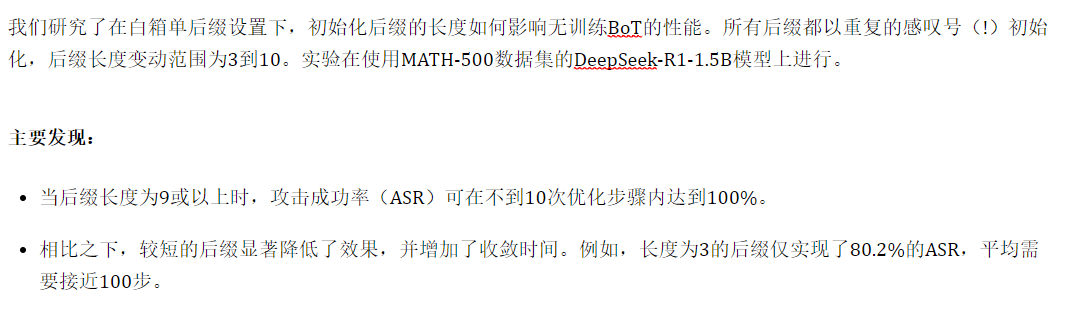 我们研究了在白箱单后缀设置下，初始化后缀的长度如何影响无训练BoT的性能。所有后缀都以重复的感叹号（!）初始
化，后缀长度变动范围为3到10。实验在使用MATH-500数据集的DeepSeek-R1-1.5B模型上进行。
主要发现：
• 当后缀长度为9或以上时，攻击成功率（ASR）可在不到10次优化步骤内达到100%。
• 相比之下，较短的后缀显著降低了效果，并增加了收敛时间。例如，长度为3的后缀仅实现了80.2%的ASR，平均需
要接近100步。